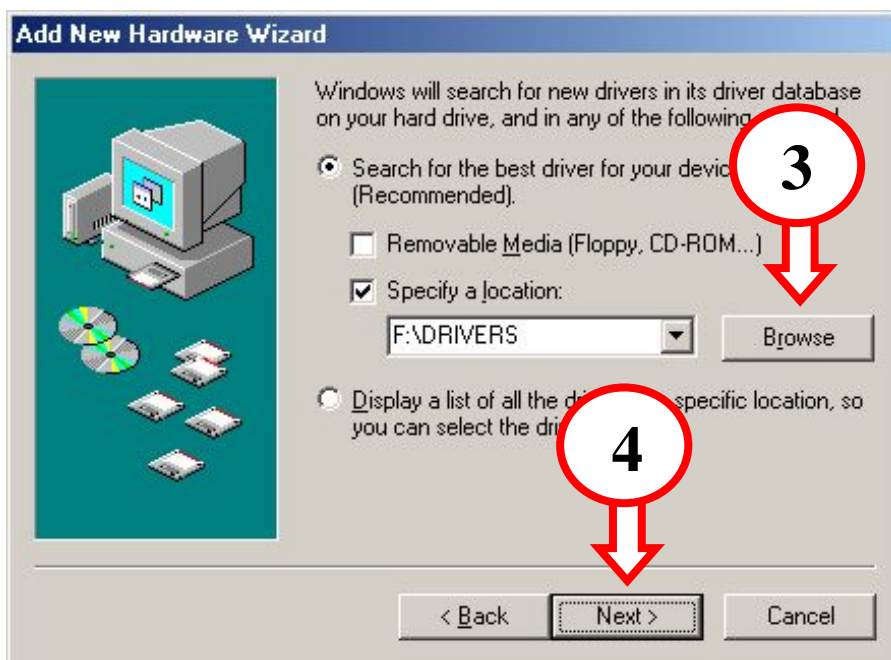 Add New Hardware Wizard
Windows will search for new drivers in its driver database
on your hard drive, and in any of the following
Search for the best driver for your
(Recommended).
3
Removable Media (Floppy, CD-ROM...)
Specify a location:
F:\DRIVERS
Browse
Display a list of all the specific location, so
you can select the
4
< Back
Next >
Cancel